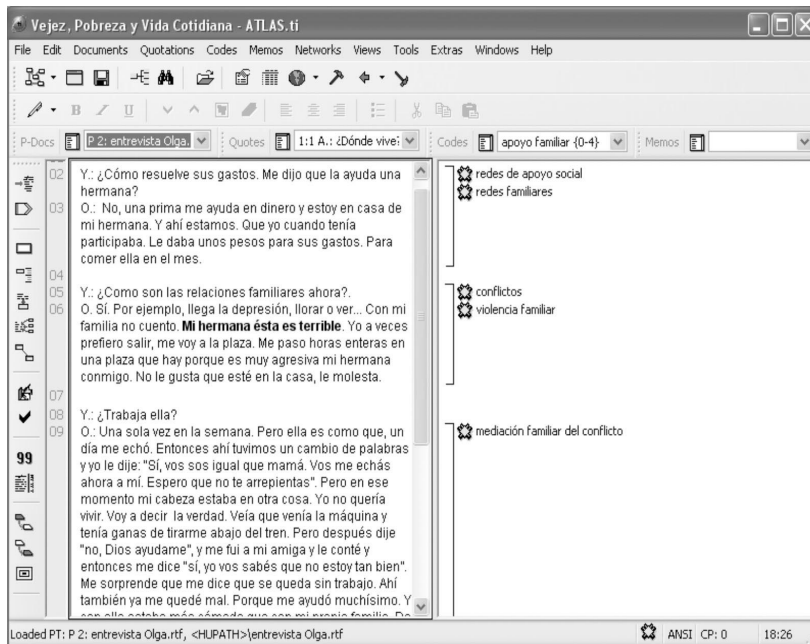 Vejez, Pobreza y Vida Cotidiana - ATLAS.ti
File Edit Documents Quotations Codes Memos Networks Views Tools Extras Windows Help
B I U
P-Docs P 2: entrevista Olga. Quotes 1:1 A.: ¿Dónde vive? Codes apoyo familiar {0-4} Memos
02 Y.: ¿Cómo resuelve sus gastos. Me dijo que la ayuda una
hermana?
03 O.: No, una prima me ayuda en dinero y estoy en casa de
mi hermana. Y ahí estamos. Que yo cuando tenía
participaba. Le daba unos pesos para sus gastos. Para
comer ella en el mes.
04
05 Y.: ¿Como son las relaciones familiares ahora?.
06 O. Sí. Por ejemplo, llega la depresión, llorar o ver... Con mi
familia no cuento. Mi hermana ésta es terrible. Yo a veces
prefiero salir, me voy a la plaza. Me paso horas enteras en
una plaza que hay porque es muy agresiva mi hermana
conmigo. No le gusta que esté en la casa, le molesta.
07
08 Y.: ¿Trabaja ella?
09 O.: Una sola vez en la semana. Pero ella es como que, un
día me echó. Entonces ahí tuvimos un cambio de palabras
y yo le dije: "Sí, vos sos igual que mamá. Vos me echás
ahora a mí. Espero que no te arrepientas". Pero en ese
momento mi cabeza estaba en otra cosa. Yo no quería
vivir. Voy a decir la verdad. Veía que venía la máquina y
tenía ganas de tirarme abajo del tren. Pero después dije
"no, Dios ayudame", y me fui a mi amiga y le conté y
entonces me dice "sí, yo vos sabés que no estoy tan bien".
Me sorprende que me dice que se queda sin trabajo. Ahí
también ya me quedé mal. Porque me ayudó muchísimo. Y
redes de apoyo social
redes familiares
conflictos
violencia familiar
mediación familiar del conflicto
99
Loaded PT: P 2: entrevista Olga.rtf, <HUPATH>\entrevista Olga.rtf ANSI CP: 0 18:26